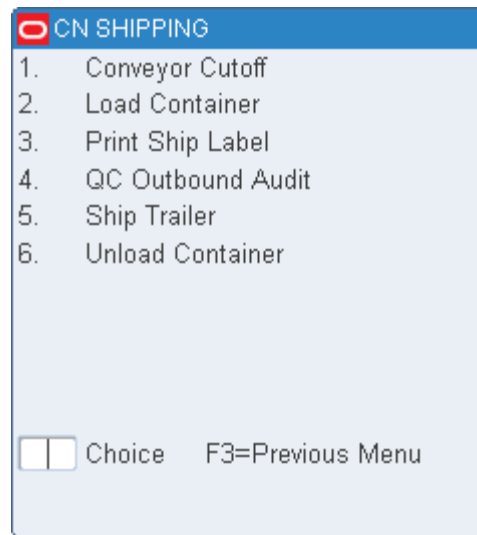 CN SHIPPING
1. Conveyor Cutoff
2. Load Container
3. Print Ship Label
4. QC Outbound Audit
5. Ship Trailer
6. Unload Container
Choice F3=Previous Menu